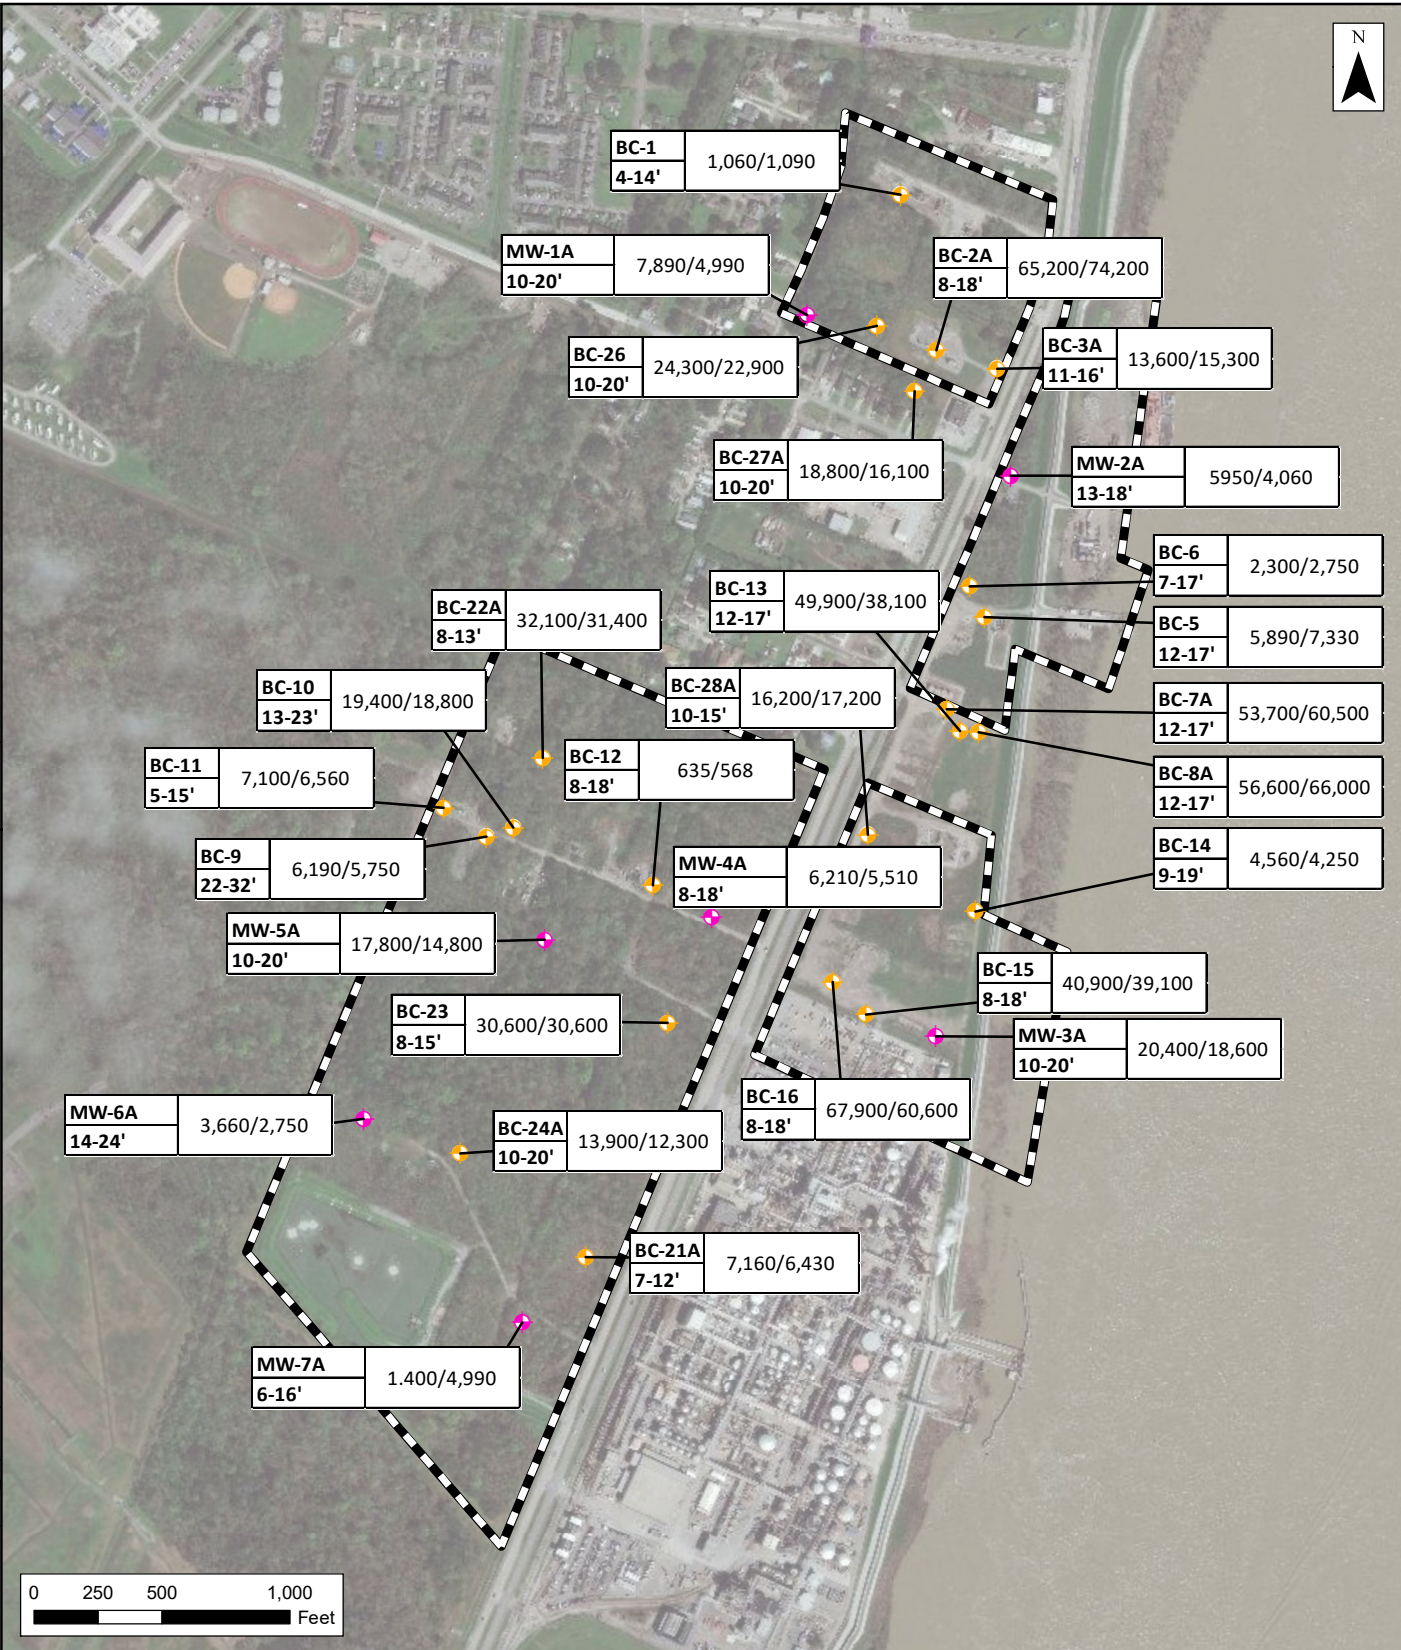 N
BC-1
4-14'
1,060/1,090
MW-1A
10-20'
7,890/4,990
BC-2A
8-18'
65,200/74,200
BC-26
10-20'
24,300/22,900
BC-3A
11-16'
13,600/15,300
BC-27A
10-20'
18,800/16,100
MW-2A
13-18'
5950/4,060
BC-6
7-17'
2,300/2,750
BC-13
12-17'
49,900/38,100
BC-22A
8-13'
32,100/31,400
BC-5
12-17'
5,890/7,330
BC-10
13-23'
19,400/18,800
BC-28A
10-15'
16,200/17,200
BC-7A
12-17'
53,700/60,500
BC-11
5-15'
7,100/6,560
BC-12
8-18'
635/568
BC-8A
12-17'
56,600/66,000
BC-9
22-32'
6,190/5,750
MW-4A
8-18'
6,210/5,510
BC-14
9-19'
4,560/4,250
MW-5A
10-20'
17,800/14,800
BC-15
8-18'
40,900/39,100
BC-23
8-15'
30,600/30,600
MW-3A
10-20'
20,400/18,600
MW-6A
14-24'
3,660/2,750
BC-16
8-18'
67,900/60,600
BC-24A
10-20'
13,900/12,300
BC-21A
7-12'
7,160/6,430
MW-7A
6-16'
1.400/4,990
0 250 500 1,000
Feet